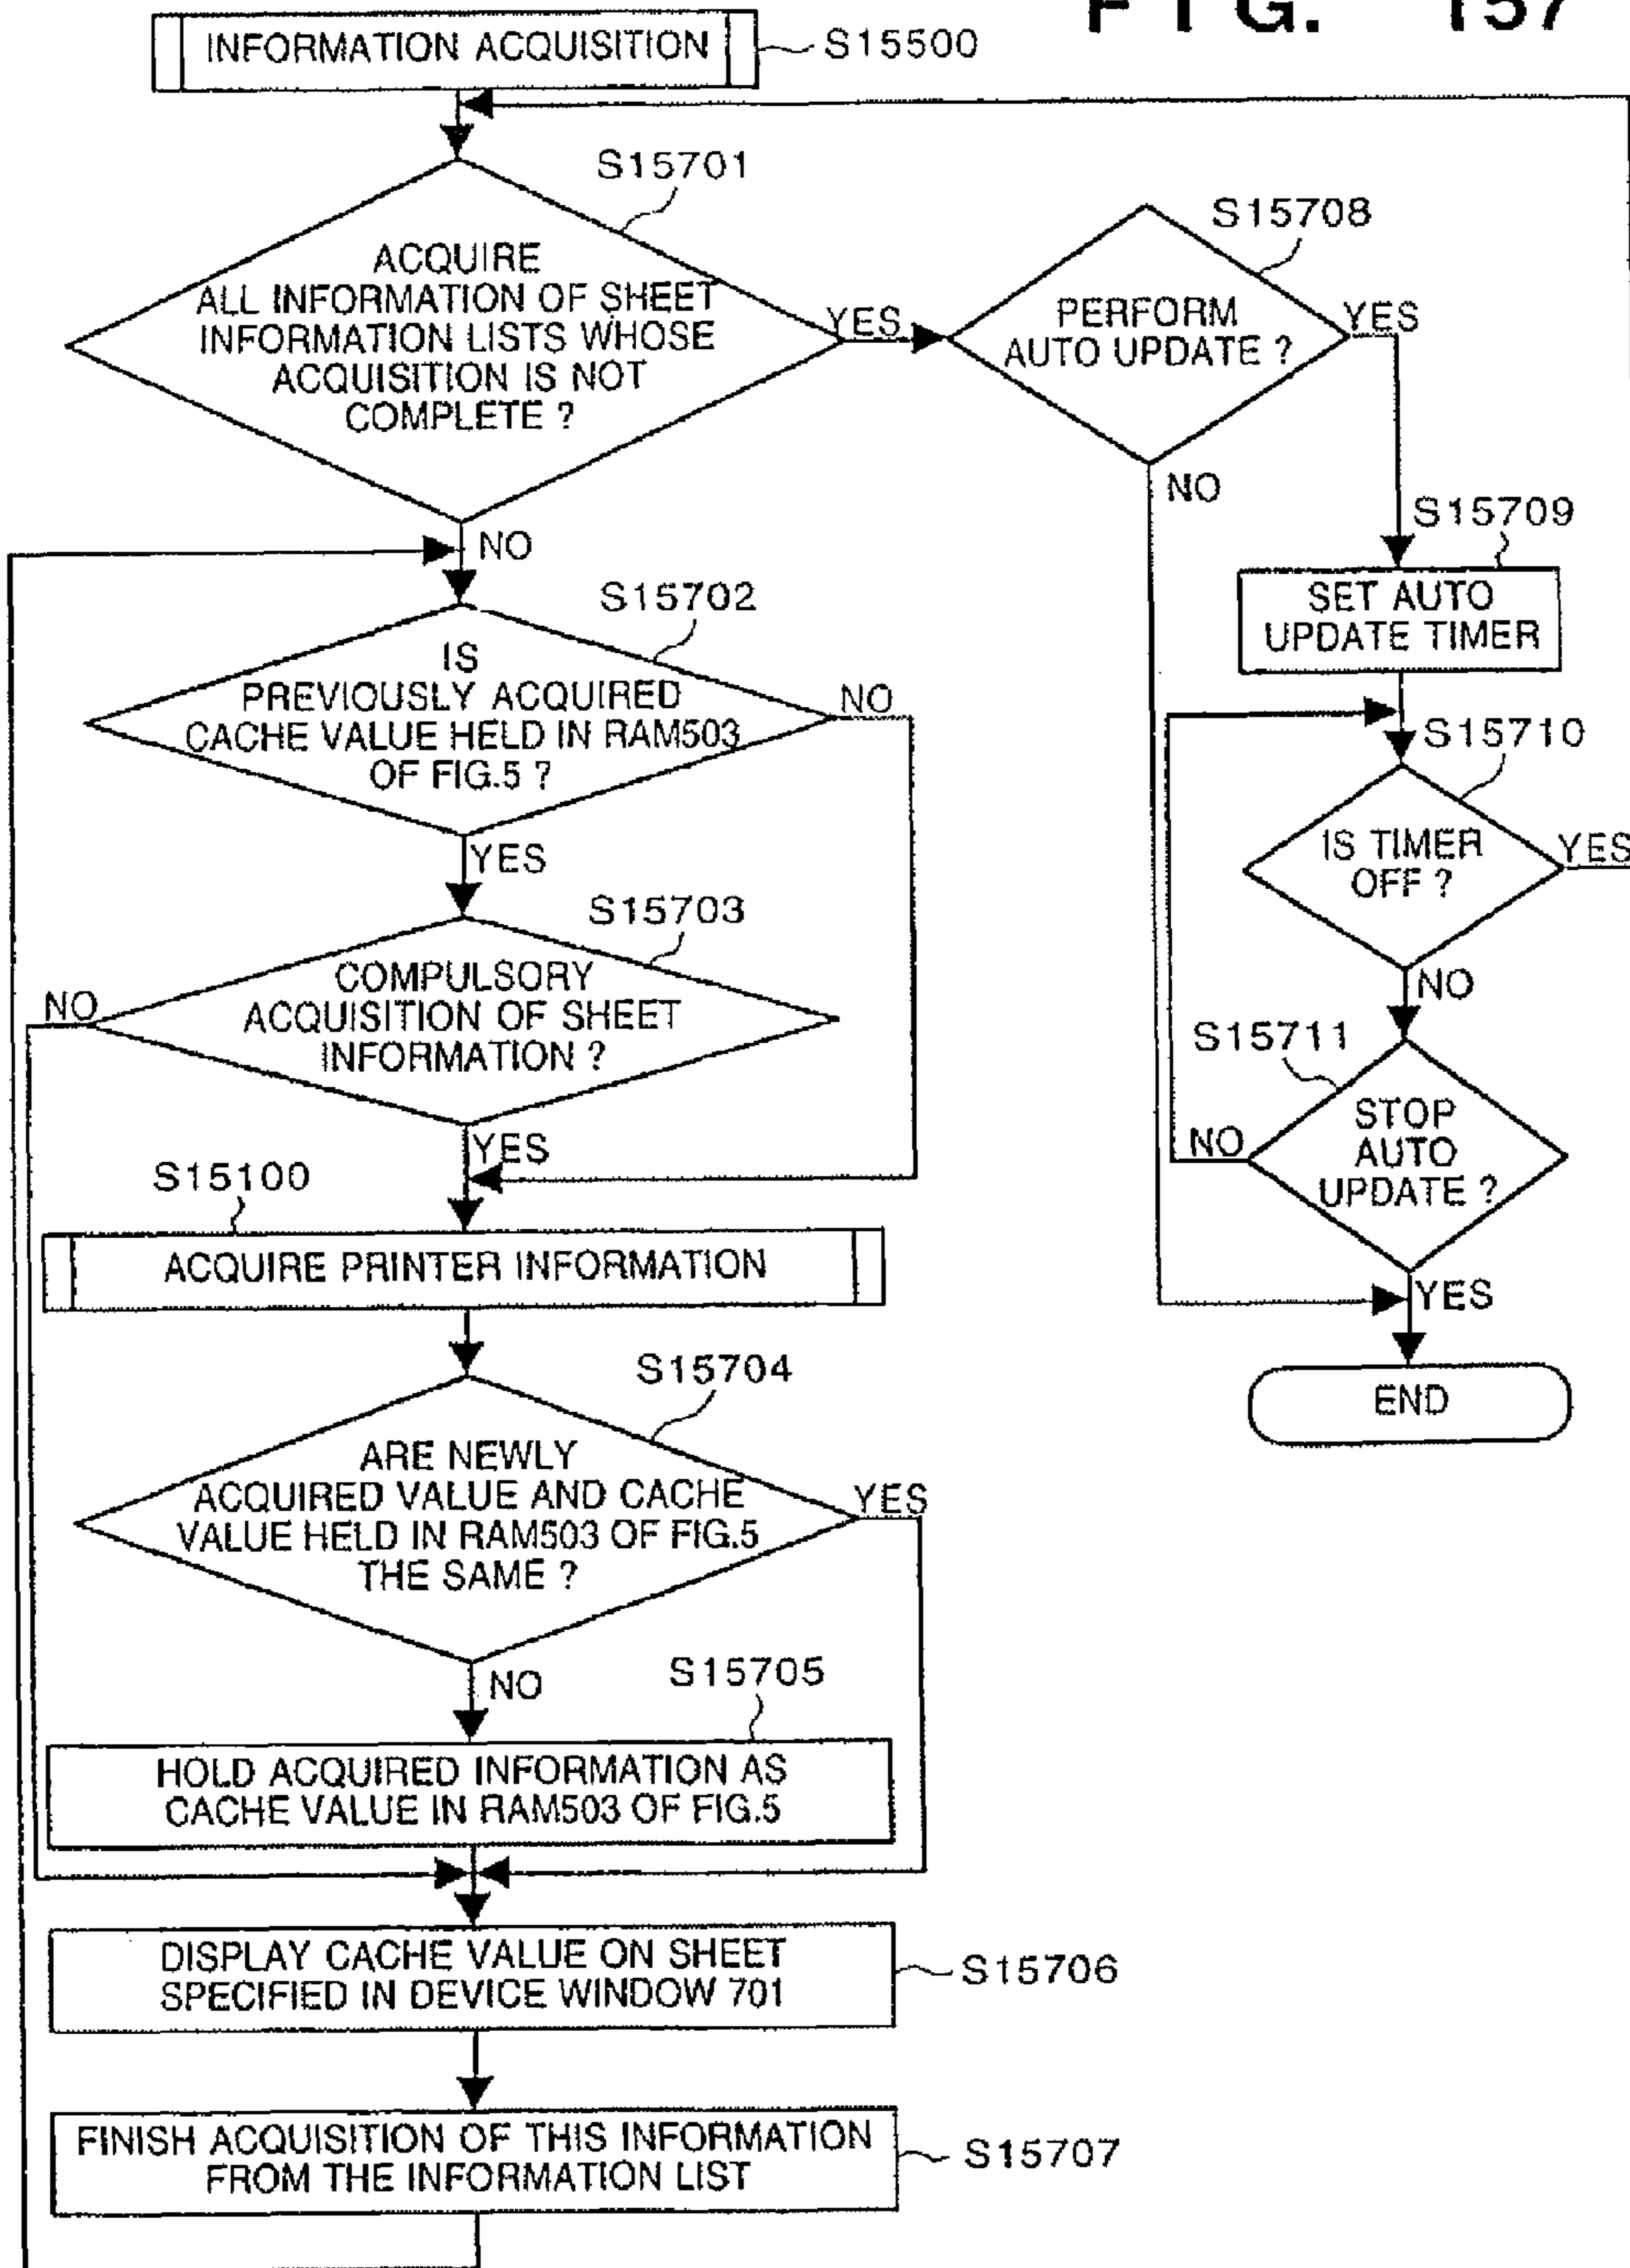 FIG. 157
INFORMATION ACQUISITION
S15500
S15701
ACQUIRE
ALL INFORMATION OF SHEET
INFORMATION LISTS WHOSE
ACQUISITION IS NOT
COMPLETE ?
YES
NO
S15708
PERFORM
AUTO UPDATE ?
YES
NO
S15709
SET AUTO
UPDATE TIMER
S15702
IS
PREVIOUSLY ACQUIRED
CACHE VALUE HELD IN RAM503
OF FIG.5 ?
NO
YES
S15710
IS TIMER
OFF ?
YES
NO
S15703
COMPULSORY
ACQUISITION OF SHEET
INFORMATION ?
NO
YES
S15711
STOP
AUTO
UPDATE ?
NO
YES
END
S15100
ACQUIRE PRINTER INFORMATION
S15704
ARE NEWLY
ACQUIRED VALUE AND CACHE
VALUE HELD IN RAM503 OF FIG.5
THE SAME ?
YES
NO
S15705
HOLD ACQUIRED INFORMATION AS
CACHE VALUE IN RAM503 OF FIG.5
DISPLAY CACHE VALUE ON SHEET
SPECIFIED IN DEVICE WINDOW 701
S15706
FINISH ACQUISITION OF THIS INFORMATION
FROM THE INFORMATION LIST
S15707